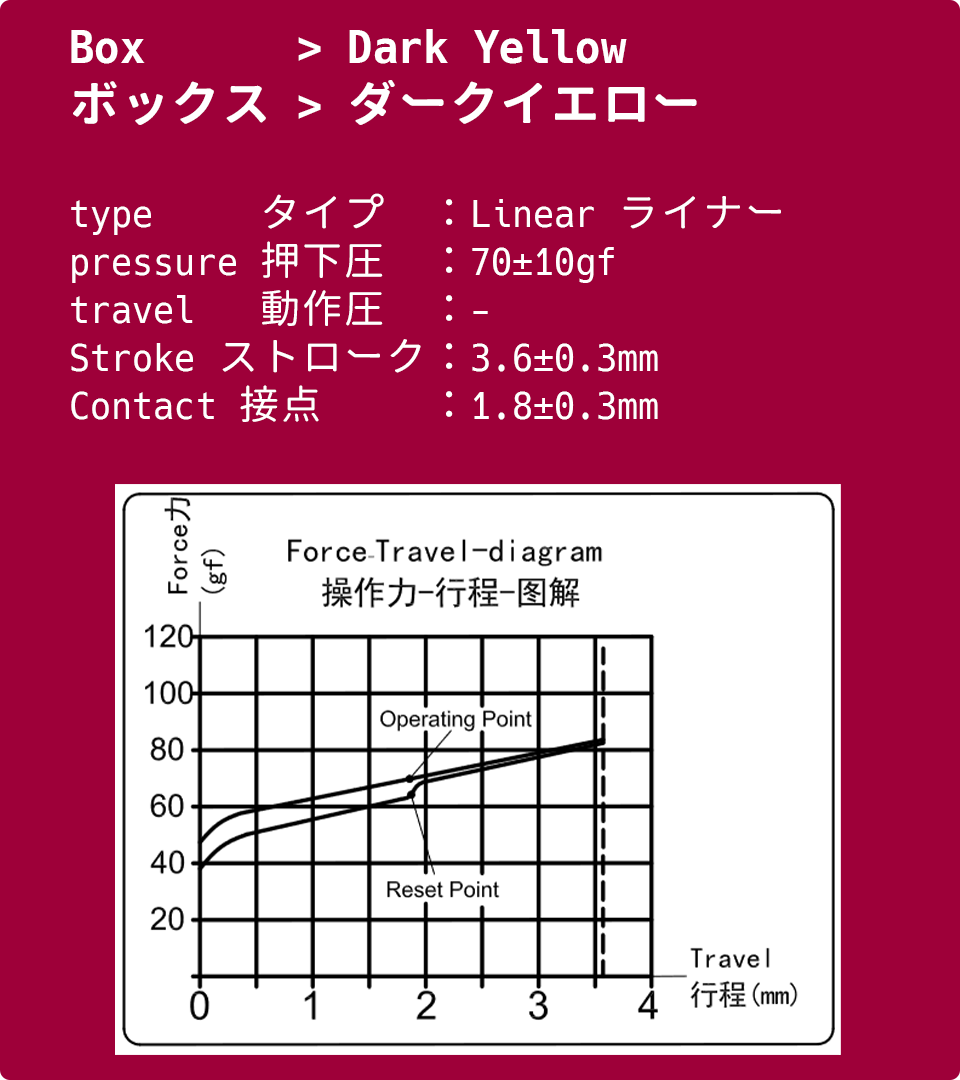 Box > Dark Yellow
ボックス > ダークイエロー
type タイプ :Linear ライナー
pressure 押下圧 :70±10gf
travel 動作圧 :-
Stroke ストローク:3.6±0.3mm
Contact 接点 :1.8±0.3mm
Force力
(gf)
Force-Travel-diagram
操作力-行程-图解
120
100
80
60
40
20
Operating Point
Reset Point
0 1 2 3 4
Travel
行程(mm)